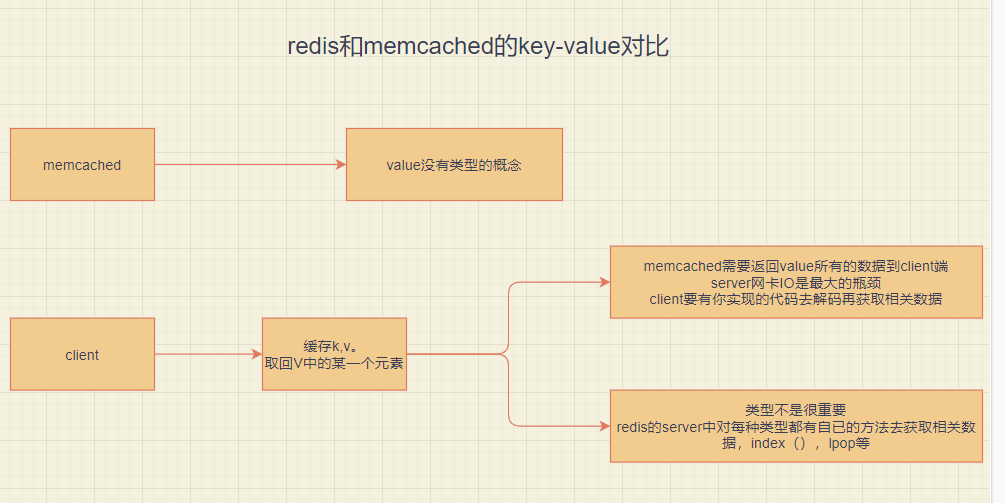 redis和memcached的key-value对比
memcached
value没有类型的概念
memcached需要返回value所有的数据到client端
server网卡IO是最大的瓶颈
client要有你实现的代码去解码再获取相关数据
client
缓存k,v。
取回V中的某一个元素
类型不是很重要
redis的server中对每种类型都有自已的方法去获取相关数
据，index（），lpop等